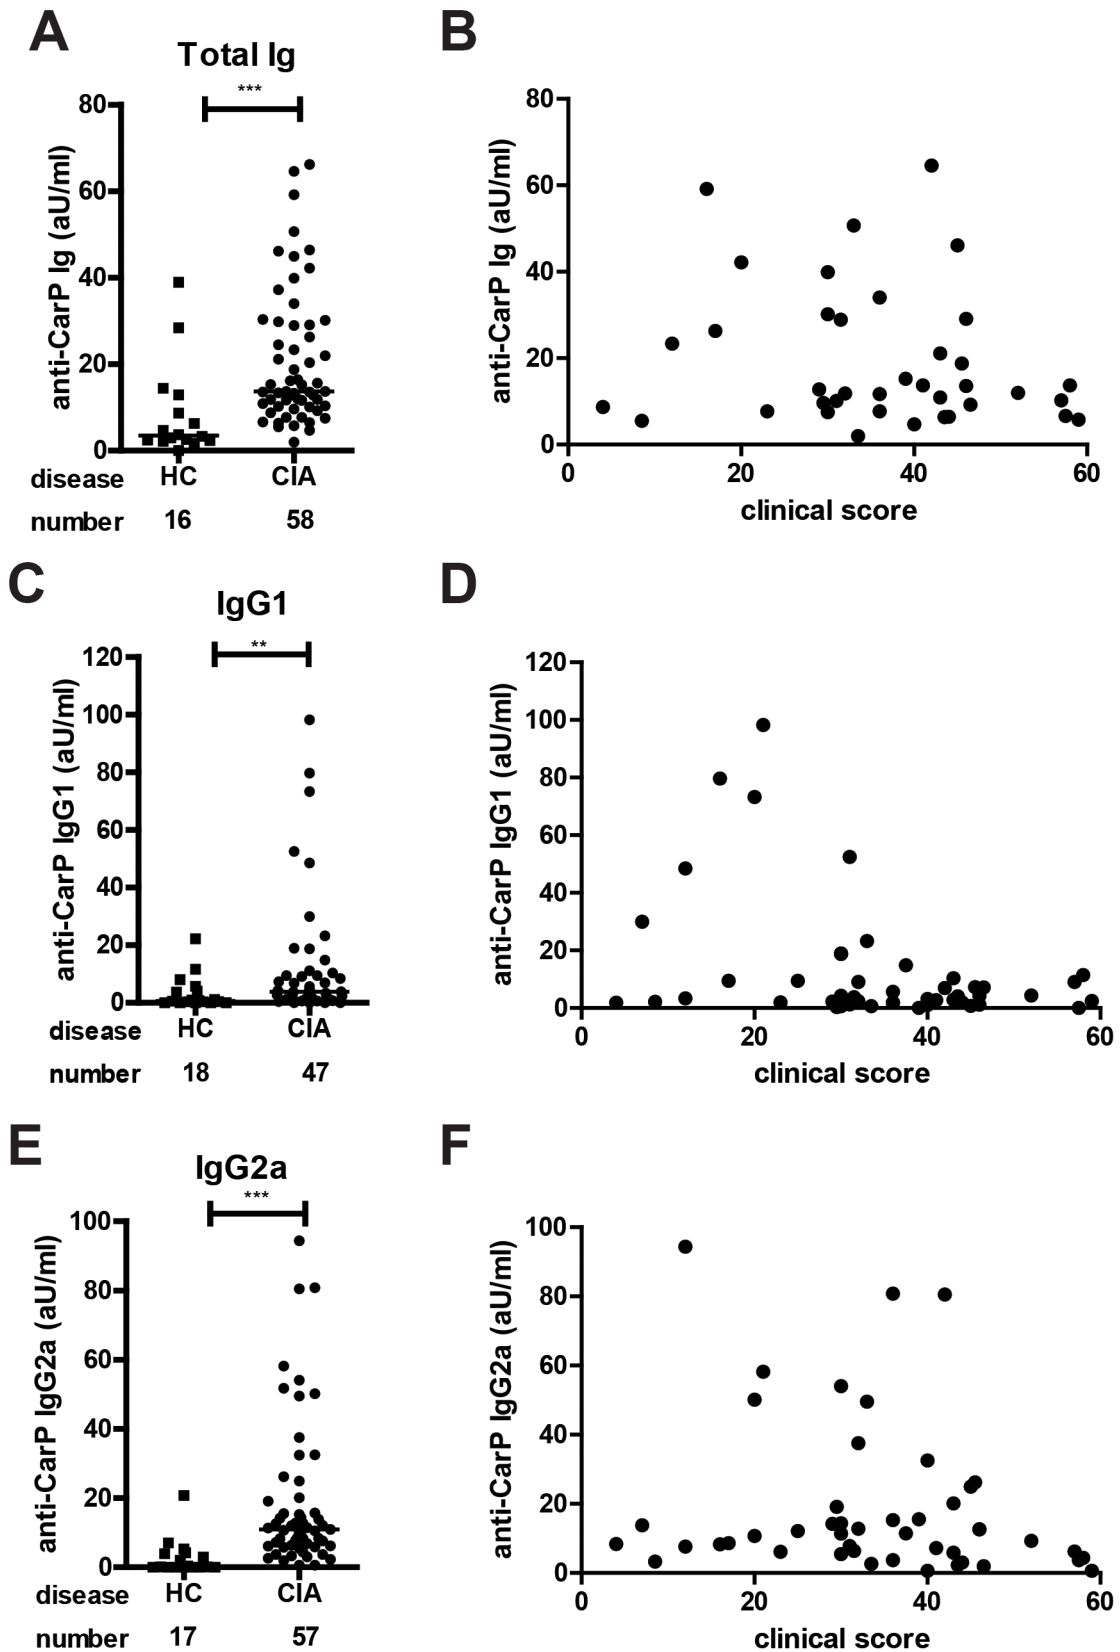 A
Total Ig
***
80
60
40
20
0
anti-CarP Ig (aU/ml)
disease HC CIA
number 16 58
B
80
60
40
20
0
anti-CarP Ig (aU/ml)
0 20 40 60
clinical score
C
IgG1
**
120
100
80
60
40
20
0
anti-CarP IgG1 (aU/ml)
disease HC CIA
number 18 47
D
120
100
80
60
40
20
0
anti-CarP IgG1 (aU/ml)
0 20 40 60
clinical score
E
IgG2a
***
100
80
60
40
20
0
anti-CarP IgG2a (aU/ml)
disease HC CIA
number 17 57
F
100
80
60
40
20
0
anti-CarP IgG2a (aU/ml)
0 20 40 60
clinical score